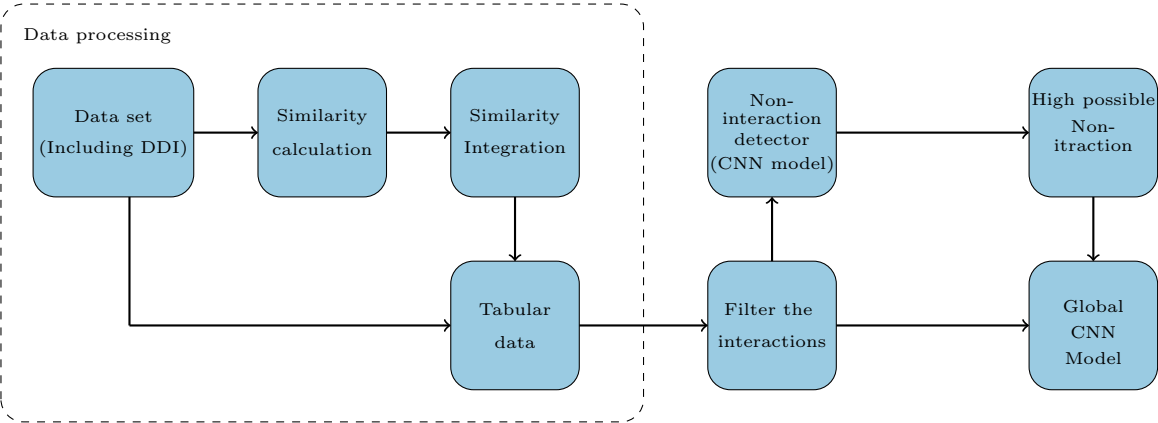 Data processing
Data set
(Including DDI)
Similarity
calculation
Similarity
Integration
Non-
interaction
detector
(CNN model)
High possible
Non-
itraction
Tabular
data
Filter the
interactions
Global
CNN
Model